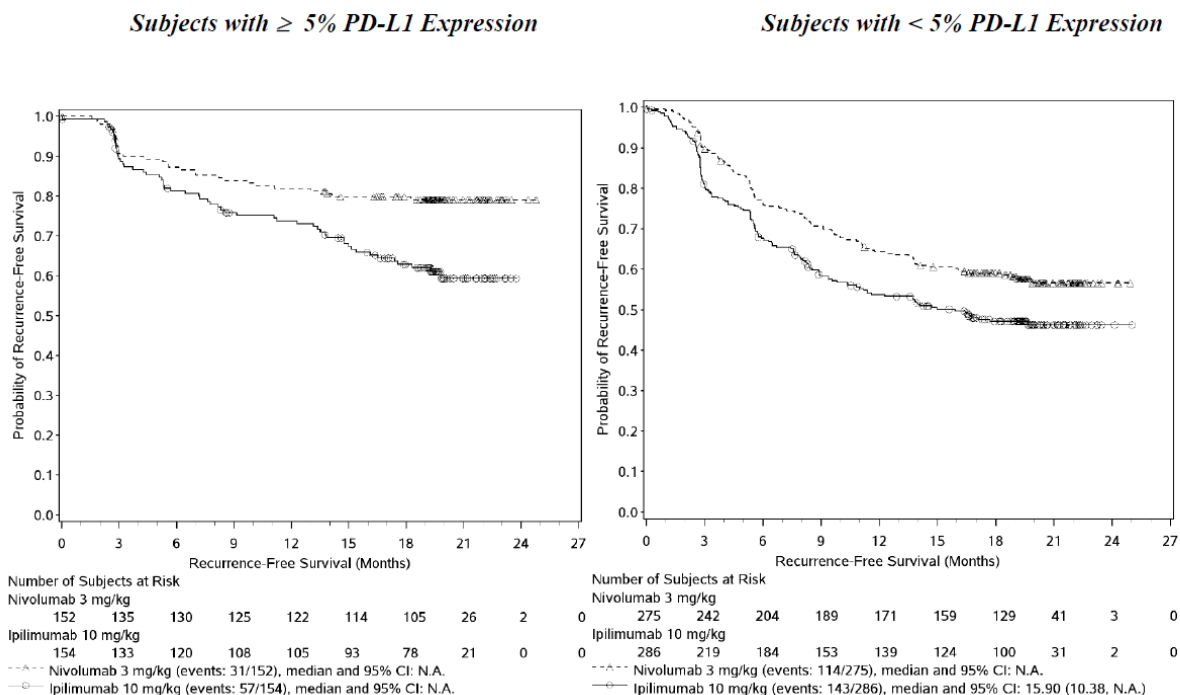 Subjects with ≥ 5% PD-L1 Expression
Probability of Recurrence-Free Survival
1.0
0.9
0.8
0.7
0.6
0.5
0.4
0.3
0.2
0.1
0.0
0 3 6 9 12 15 18 21 24 27
Recurrence-Free Survival (Months)
Number of Subjects at Risk
Nivolumab 3 mg/kg
152 135 130 125 122 114 105 26 2 0
Ipilimumab 10 mg/kg
154 133 120 108 105 93 78 21 0 0
Nivolumab 3 mg/kg (events: 31/152), median and 95% CI: N.A.
Ipilimumab 10 mg/kg (events: 57/154), median and 95% CI: N.A.
Subjects with < 5% PD-L1 Expression
Probability of Recurrence-Free Survival
1.0
0.9
0.8
0.7
0.6
0.5
0.4
0.3
0.2
0.1
0.0
0 3 6 9 12 15 18 21 24 27
Recurrence-Free Survival (Months)
Number of Subjects at Risk
Nivolumab 3 mg/kg
275 242 204 189 171 159 129 41 3 0
Ipilimumab 10 mg/kg
286 219 184 153 139 124 100 31 2 0
Nivolumab 3 mg/kg (events: 114/275), median and 95% CI: N.A.
Ipilimumab 10 mg/kg (events: 143/286), median and 95% CI: 15.90 (10.38, N.A.)